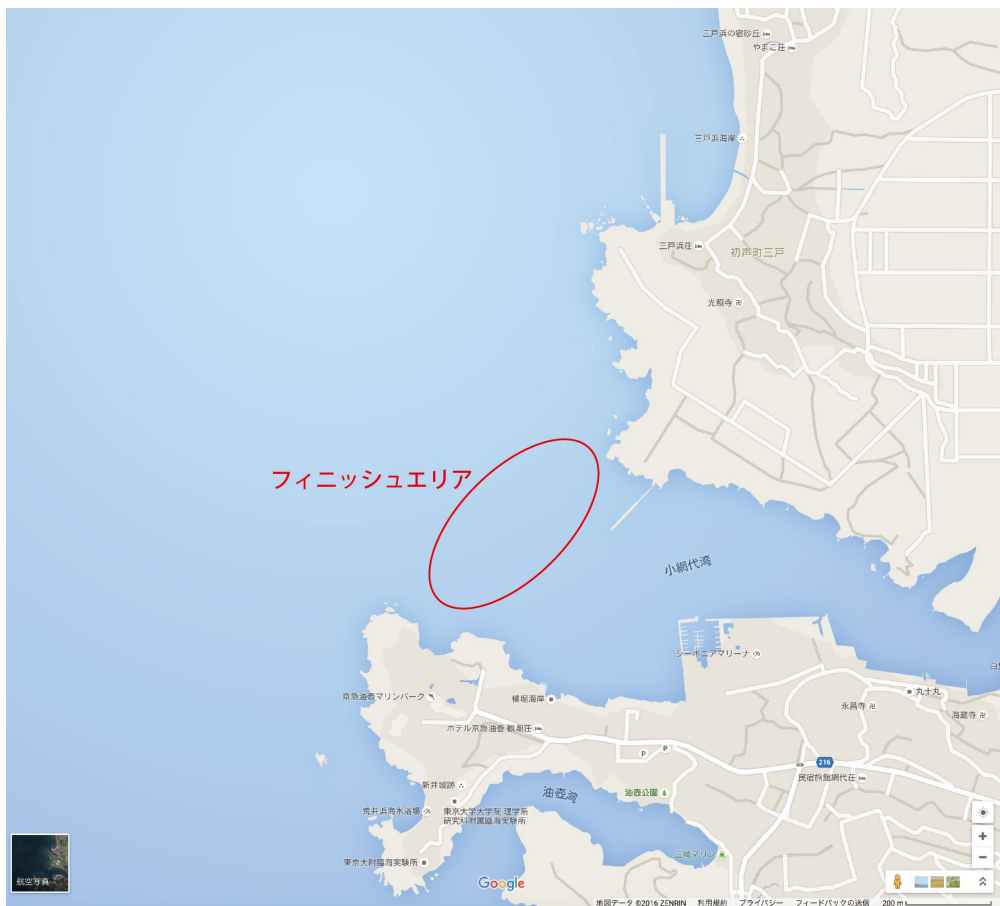 三戸浜の宿砂丘
やまこ荘
三戸浜海岸
三戸浜荘
初声町三戸
光照寺
フィニッシュエリア
小網代湾
シーボニアマリーナ
京急油壺マリンパーク
横堀海岸
丸十丸
永昌寺
海蔵寺
ホテル京急油壺 観潮荘
P
P
216
民宿旅館網代荘
新井城跡
油壺湾
油壺公園
荒井浜海水浴場
東京大学大学院 理学系
研究科附属臨海実験所
三崎マリン
東京大附臨海実験所
航空写真
Google
地図データ ©2016 ZENRIN
利用規約
プライバシー
フィードバックの送信
200 m